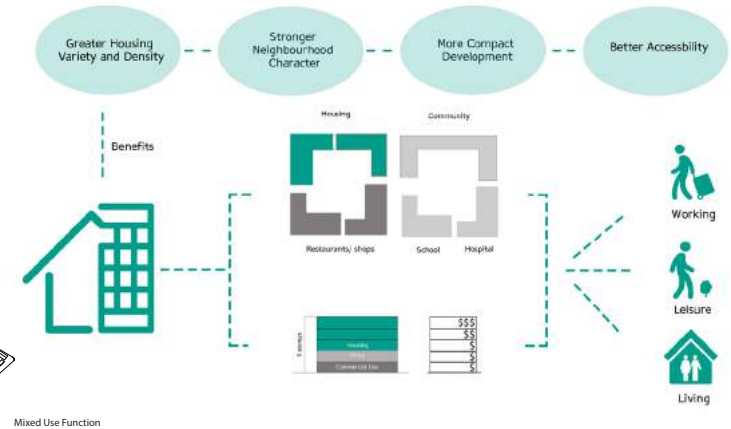 Greater Housing
Variety and Density
Stronger
Neighbourhood
Character
More Compact
Development
Better Accessbility
Benefits
Housing
Community
Restaurants/ shops
School
Hospital
Working
Leisure
Living
Housing
Commercial Use
$$$
$$
$
$
$
Mixed Use Function